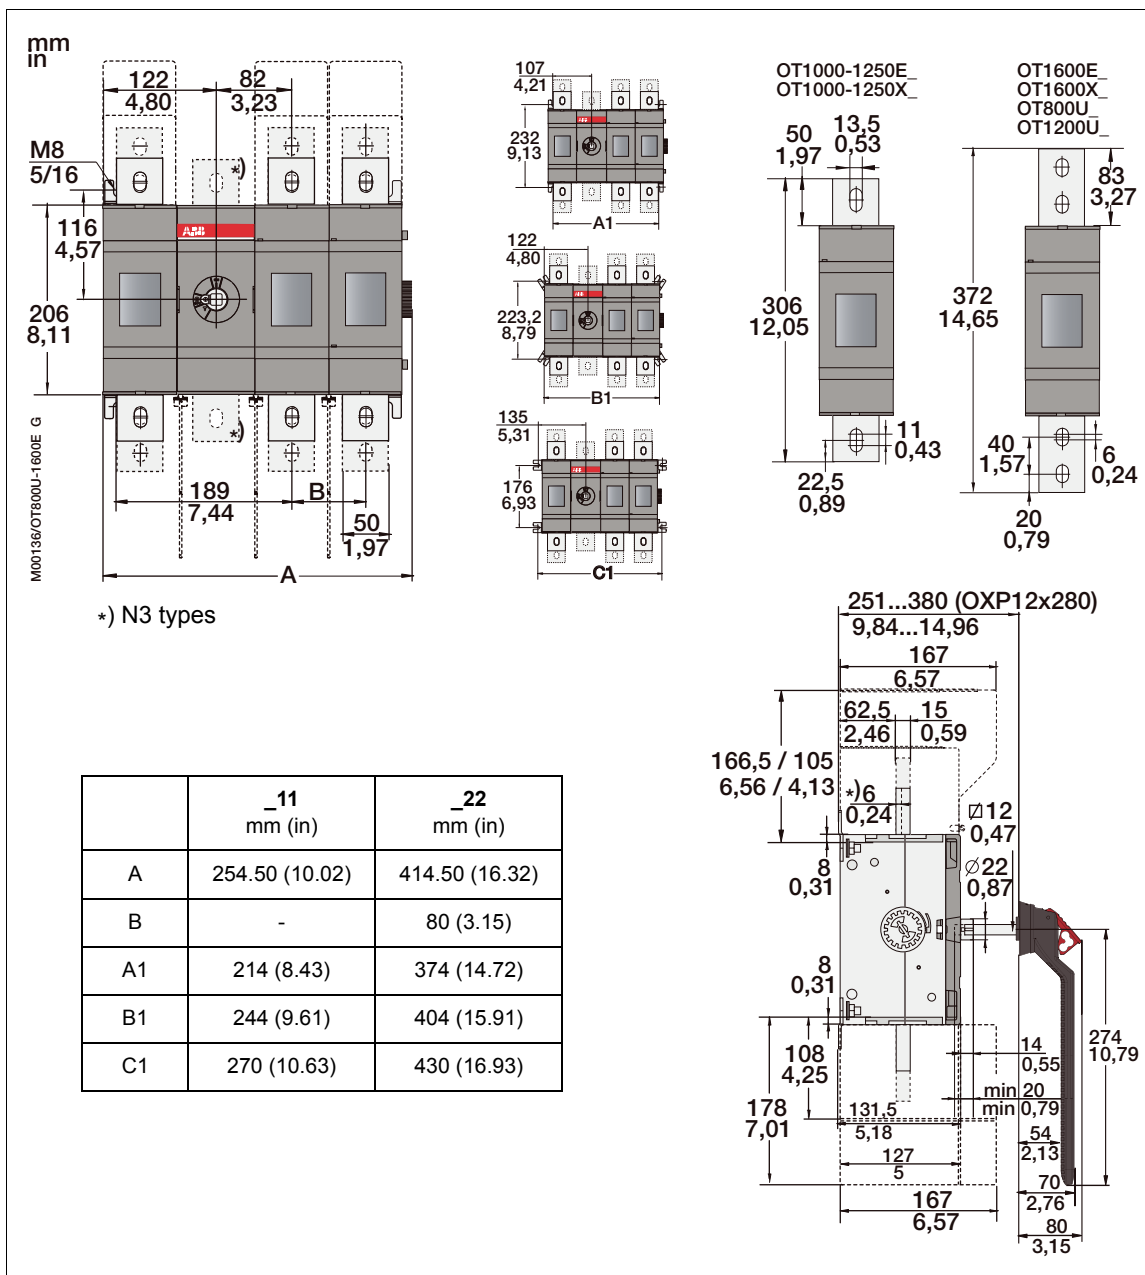 mm
in
122
4,80
82
3,23
M8
5/16
*)
116
4,57
ABB
206
8,11
*)
189
7,44
B
50
1,97
A
M00136/OT800U-1600E G
*) N3 types
107
4,21
232
9,13
ABB
A1
122
4,80
223,2
8,79
ABB
B1
135
5,31
176
6,93
ABB
C1
OT1000-1250E_
OT1000-1250X_
50
1,97
13,5
0,53
306
12,05
11
0,43
22,5
0,89
OT1600E_
OT1600X_
OT800U_
OT1200U_
83
3,27
372
14,65
40
1,57
6
0,24
20
0,79
251...380 (OXP12x280)
9,84...14,96
167
6,57
62,5
2,46
15
0,59
166,5 / 105
6,56 / 4,13
*) 6
0,24
12
0,47
8
0,31
⌀ 22
0,87
8
0,31
274
10,79
14
0,55
108
4,25
min 20
min 0,79
178
7,01
131,5
5,18
54
2,13
127
5
70
2,76
167
6,57
80
3,15
_11 _22
mm (in) mm (in)
A 254.50 (10.02) 414.50 (16.32)
B - 80 (3.15)
A1 214 (8.43) 374 (14.72)
B1 244 (9.61) 404 (15.91)
C1 270 (10.63) 430 (16.93)